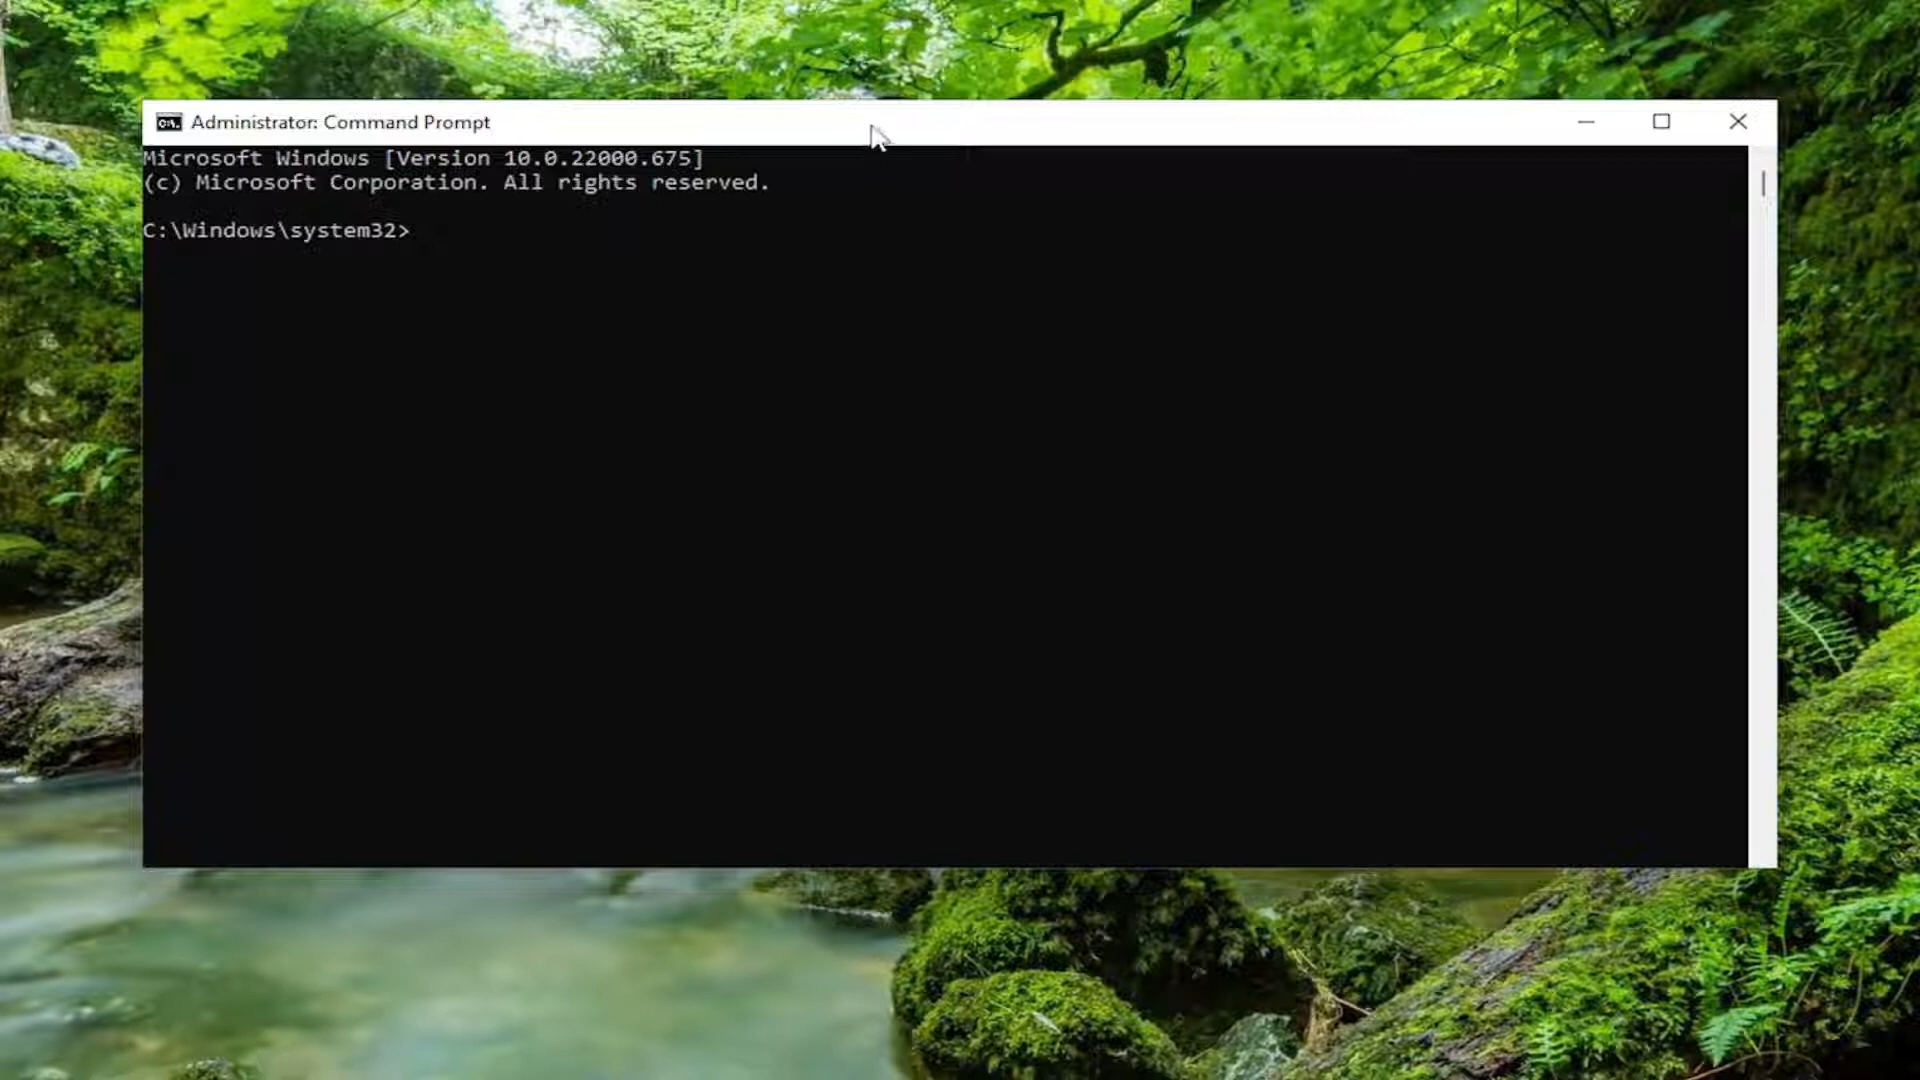 Administrator: Command Prompt
Microsoft Windows [Version 10.0.22000.675]
(c) Microsoft Corporation. All rights reserved.
C:\Windows\system32>